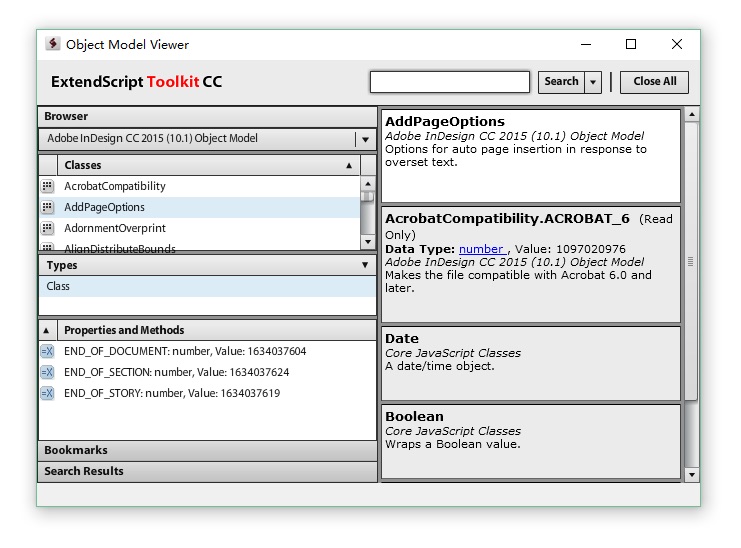 Object Model Viewer
ExtendScript Toolkit CC
Search
Close All
Browser
Adobe InDesign CC 2015 (10.1) Object Model
Classes
AcrobatCompatibility
AddPageOptions
AdornmentOverprint
AlignDistributeBounds
Types
Class
Properties and Methods
END_OF_DOCUMENT: number, Value: 1634037604
END_OF_SECTION: number, Value: 1634037624
END_OF_STORY: number, Value: 1634037619
Bookmarks
Search Results
AddPageOptions
Adobe InDesign CC 2015 (10.1) Object Model
Options for auto page insertion in response to
overset text.
AcrobatCompatibility.ACROBAT_6 (Read
Only)
Data Type: number , Value: 1097020976
Adobe InDesign CC 2015 (10.1) Object Model
Makes the file compatible with Acrobat 6.0 and
later.
Date
Core JavaScript Classes
A date/time object.
Boolean
Core JavaScript Classes
Wraps a Boolean value.